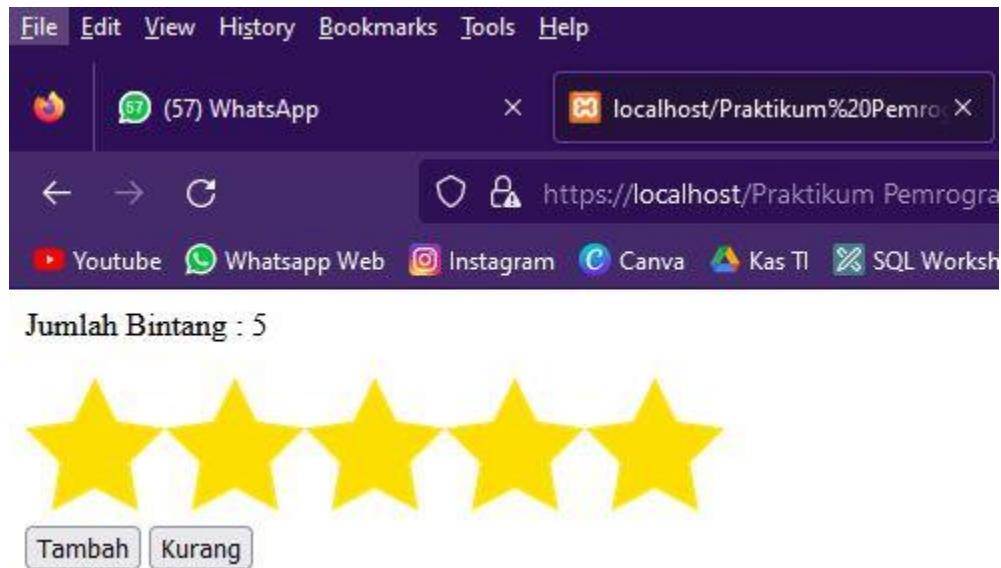 File Edit View History Bookmarks Tools Help
57 (57) WhatsApp localhost/Praktikum%20Pemro
https://localhost/Praktikum Pemrogra
Youtube Whatsapp Web Instagram Canva Kas TI SQL Worksh
Jumlah Bintang : 5
Tambah Kurang